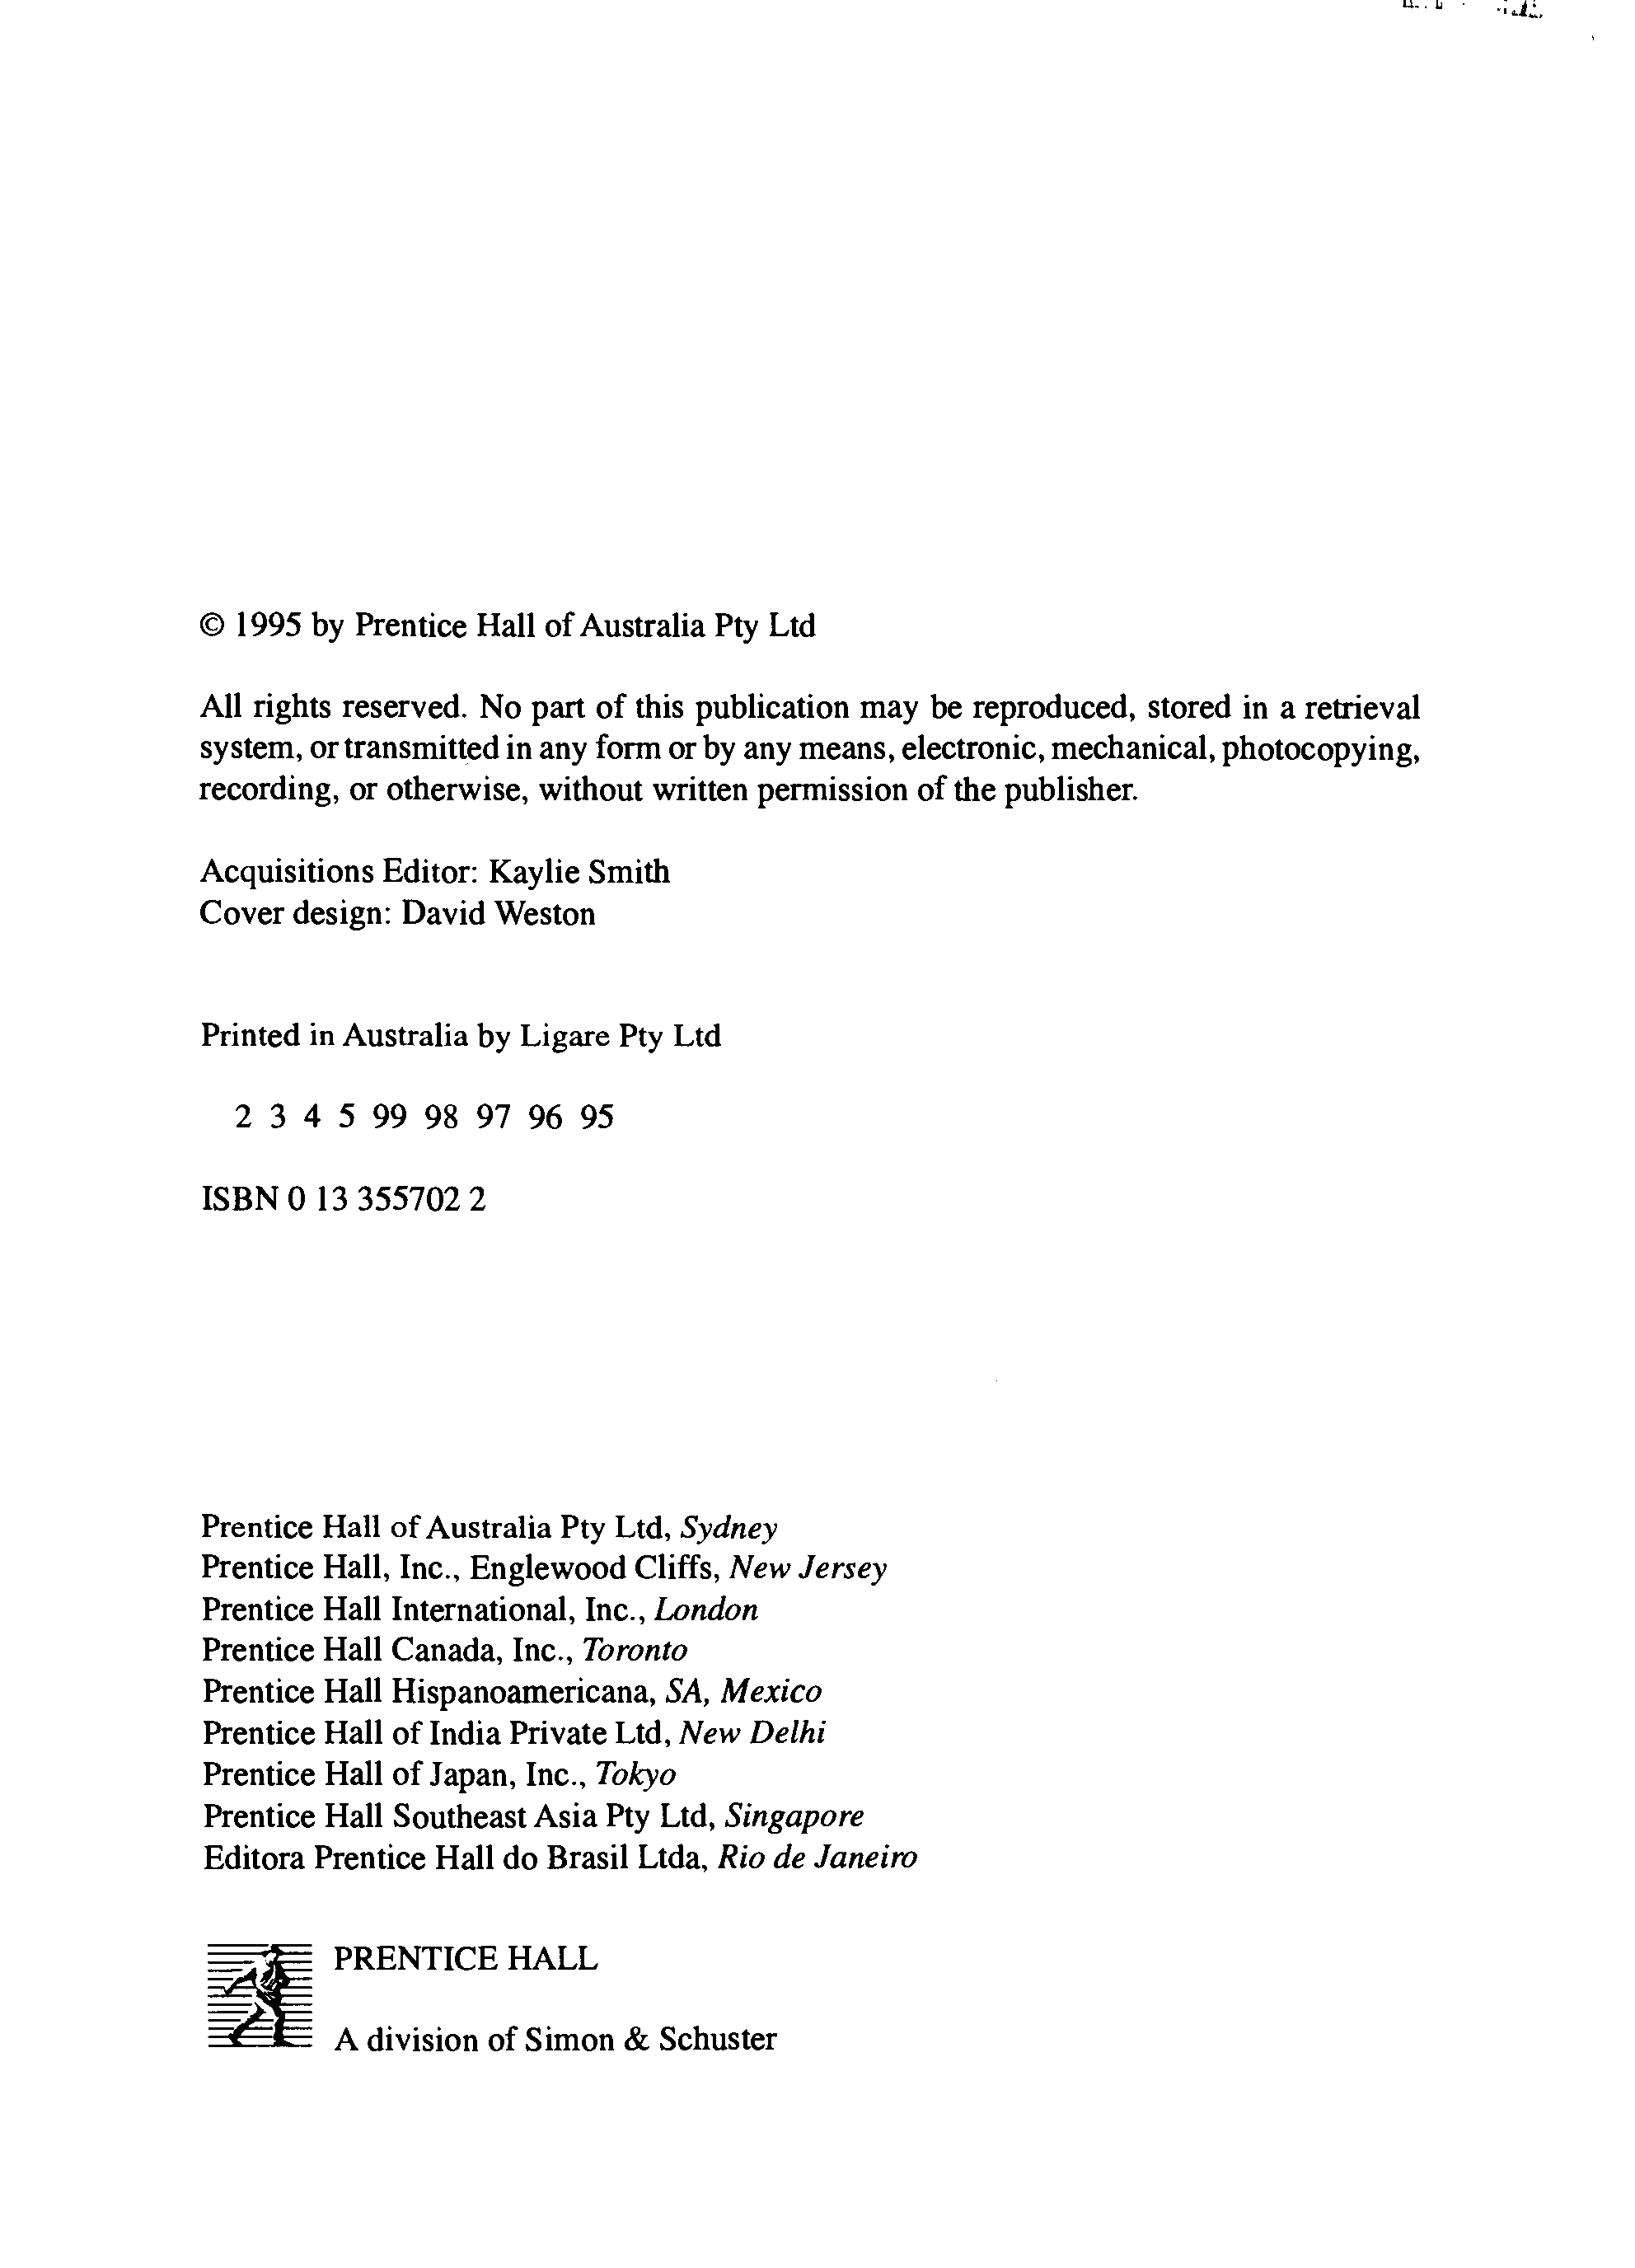 © 1995 by Prentice Hall of Australia Pty Ltd
All rights reserved. No part of this publication may be reproduced, stored in a retrieval
system, or transmitted in any form or by any means, electronic, mechanical, photocopying,
recording, or otherwise, without written permission of the publisher.
Acquisitions Editor: Kaylie Smith
Cover design: David Weston
Printed in Australia by Ligare Pty Ltd
2 3 4 5 99 98 97 96 95
ISBN 0 13 355702 2
Prentice Hall of Australia Pty Ltd, Sydney
Prentice Hall, Inc., Englewood Cliffs, New Jersey
Prentice Hall International, Inc., London
Prentice Hall Canada, Inc., Toronto
Prentice Hall Hispanoamericana, SA, Mexico
Prentice Hall of India Private Ltd, New Delhi
Prentice Hall of Japan, Inc., Tokyo
Prentice Hall Southeast Asia Pty Ltd, Singapore
Editora Prentice Hall do Brasil Ltda, Rio de Janeiro
PRENTICE HALL
A division of Simon & Schuster